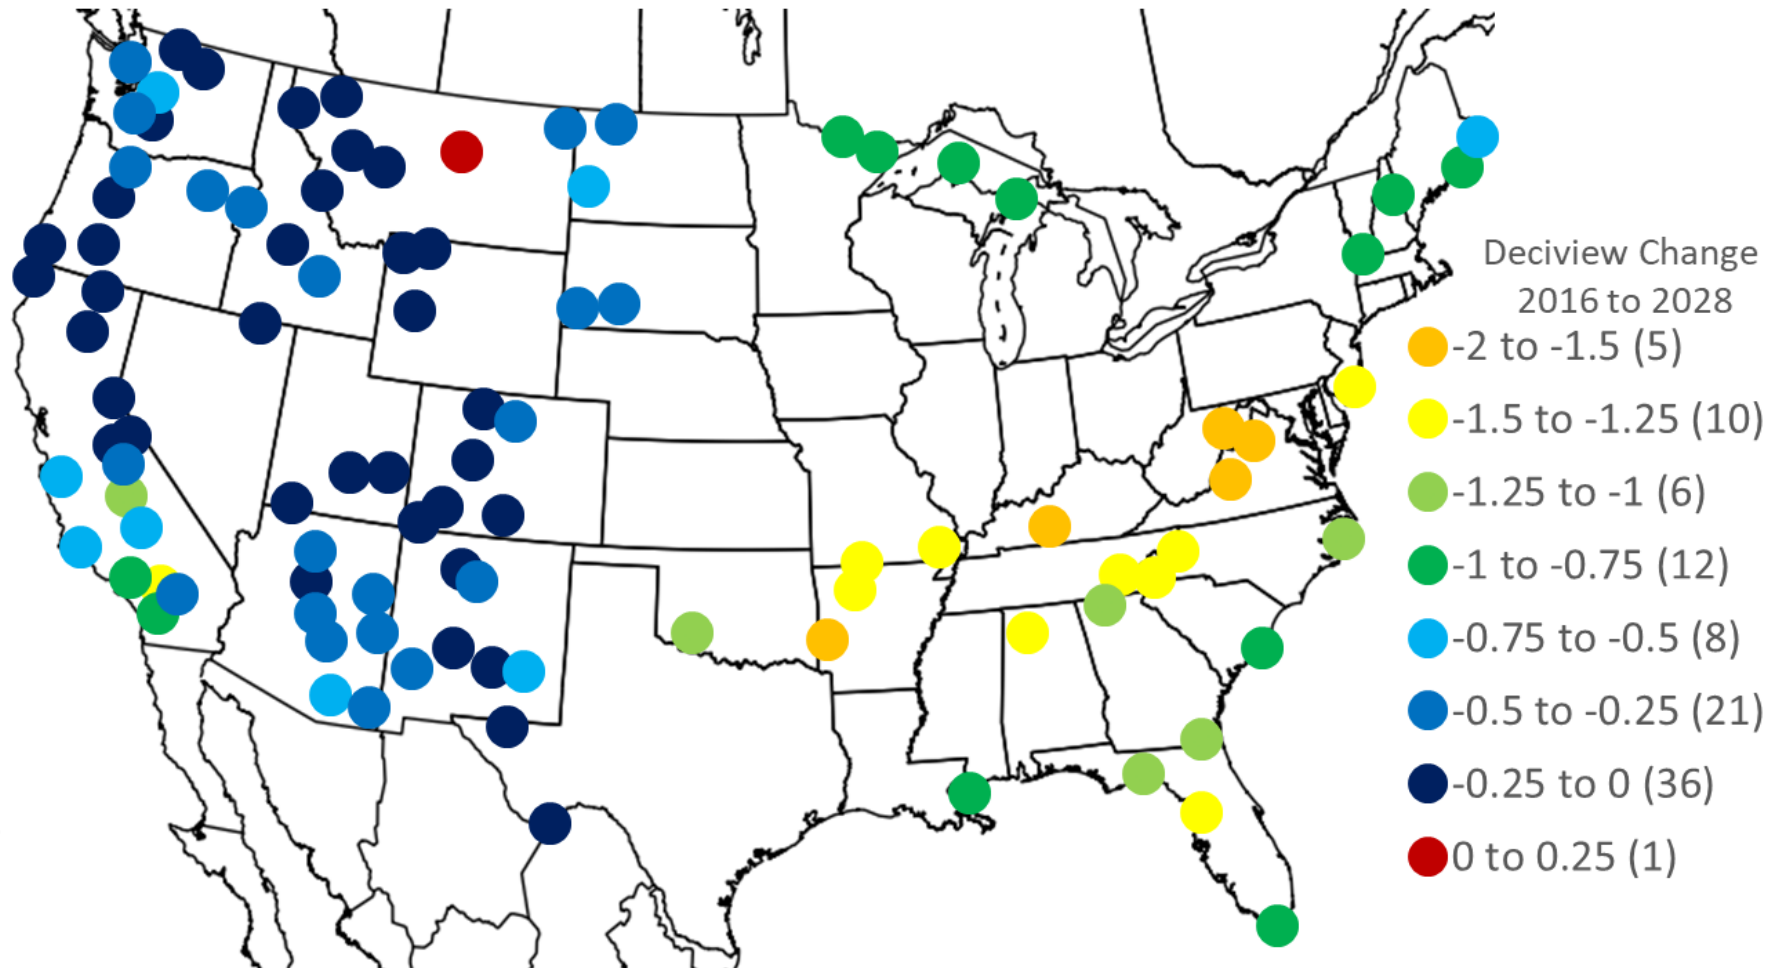 Deciview Change
2016 to 2028
-2 to -1.5 (5)
-1.5 to -1.25 (10)
-1.25 to -1 (6)
-1 to -0.75 (12)
-0.75 to -0.5 (8)
-0.5 to -0.25 (21)
-0.25 to 0 (36)
0 to 0.25 (1)